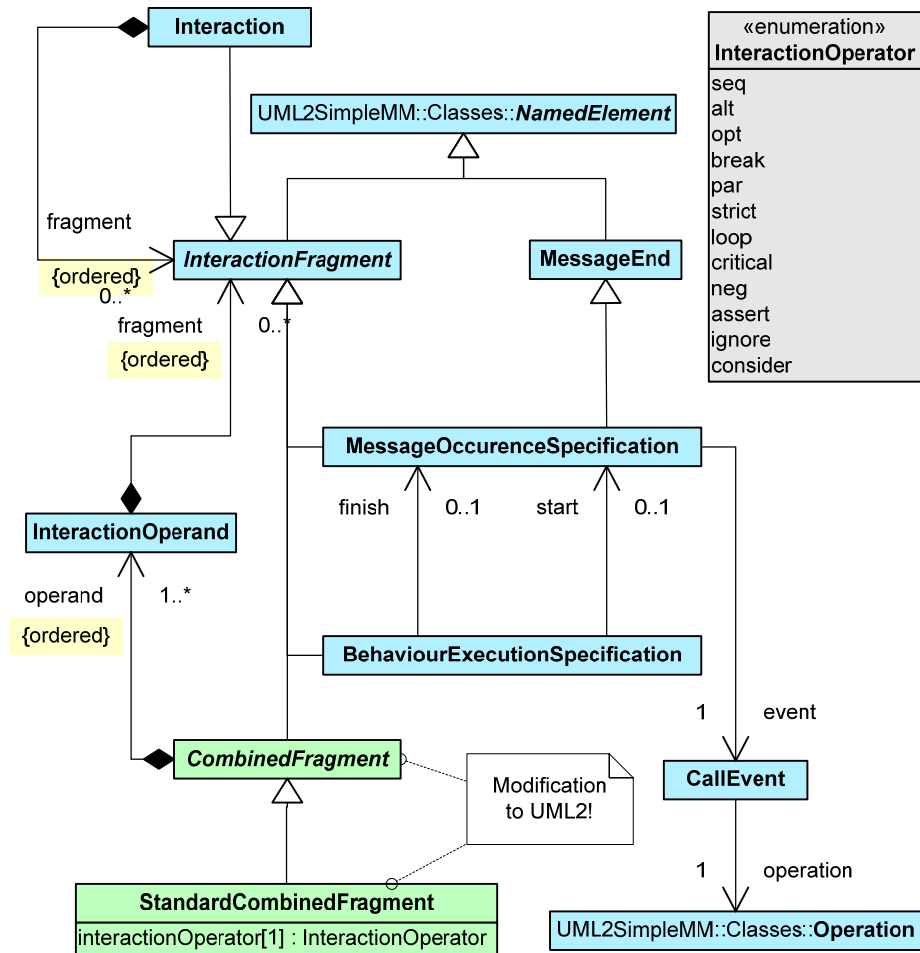 Interaction
«enumeration»
InteractionOperator
seq
alt
opt
break
par
strict
loop
critical
neg
assert
ignore
consider
UML2SimpleMM::Classes::NamedElement
fragment
{ordered}
0..*
InteractionFragment
MessageEnd
fragment
0..*
{ordered}
MessageOccurenceSpecification
finish
0..1
start
0..1
InteractionOperand
operand
1..*
{ordered}
BehaviourExecutionSpecification
1
event
CombinedFragment
Modification
to UML2!
CallEvent
1
operation
StandardCombinedFragment
interactionOperator[1] : InteractionOperator
UML2SimpleMM::Classes::Operation